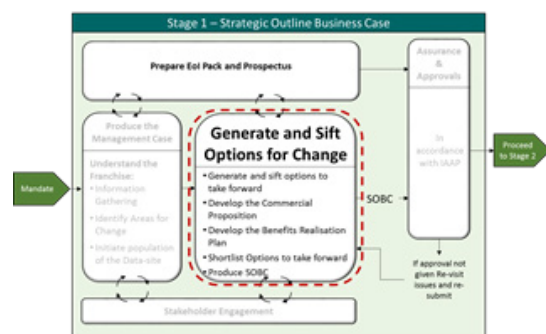 Stage 1 – Strategic Outline Business Case
Prepare EoI Pack and Prospectus
Assurance
&
Approvals
In
accordance
with IAAP
Produce the
Management Case
Understand the
Franchise:
• Information
Gathering
• Identify Areas for
Change
• Initiate population
of the Data-site
Mandate
Generate and Sift
Options for Change
• Generate and sift options to
take forward
• Develop the Commercial
Proposition
• Develop the Benefits Realisation
Plan
• Shortlist Options to take forward
• Produce SOBC
SOBC
Proceed
to Stage 2
If approval not
given Re-visit
issues and re-
submit
Stakeholder Engagement